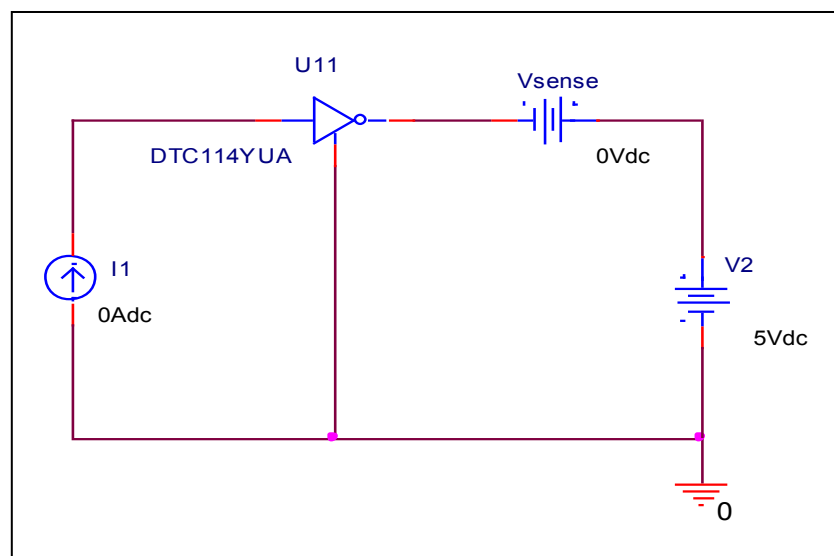 U11
Vsense
DTC114YUA
0Vdc
I1
V2
0Adc
5Vdc
0